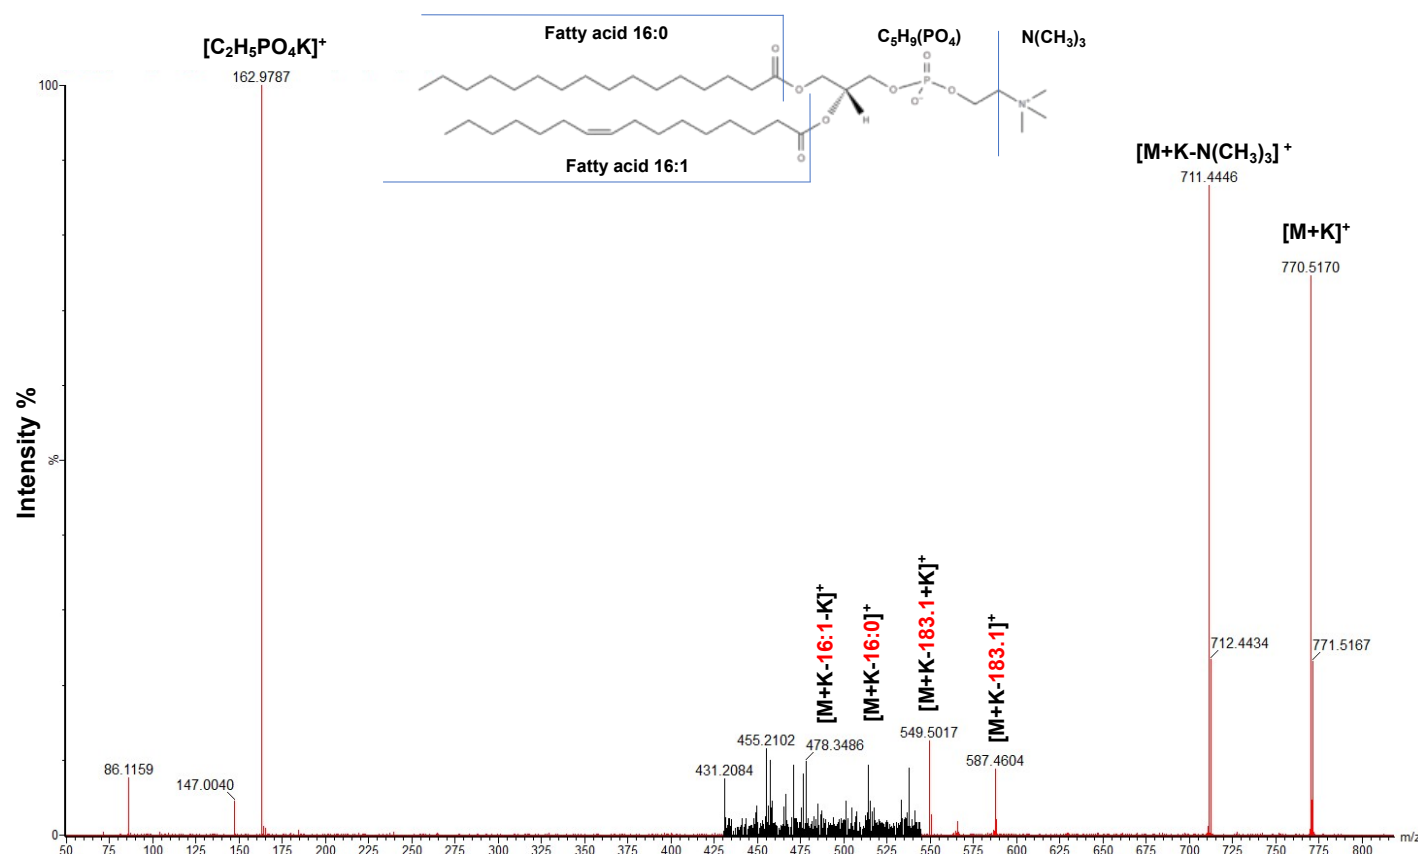 Fatty acid 16:0
C₅H₉(PO₄)
N(CH₃)₃
O
O
O
P
O
O⁻
O
N⁺
O
H
O
Fatty acid 16:1
[C₂H₅PO₄K]⁺
162.9787
100
[M+K-N(CH₃)₃]⁺
711.4446
[M+K]⁺
770.5170
Intensity %
%
[M+K-16:1-K]⁺
[M+K-16:0]⁺
[M+K-183.1+K]⁺
[M+K-183.1]⁺
712.4434
771.5167
86.1159
147.0040
431.2084
455.2102
478.3486
549.5017
587.4604
0
50 75 100 125 150 175 200 225 250 275 300 325 350 375 400 425 450 475 500 525 550 575 600 625 650 675 700 725 750 775 800
m/z